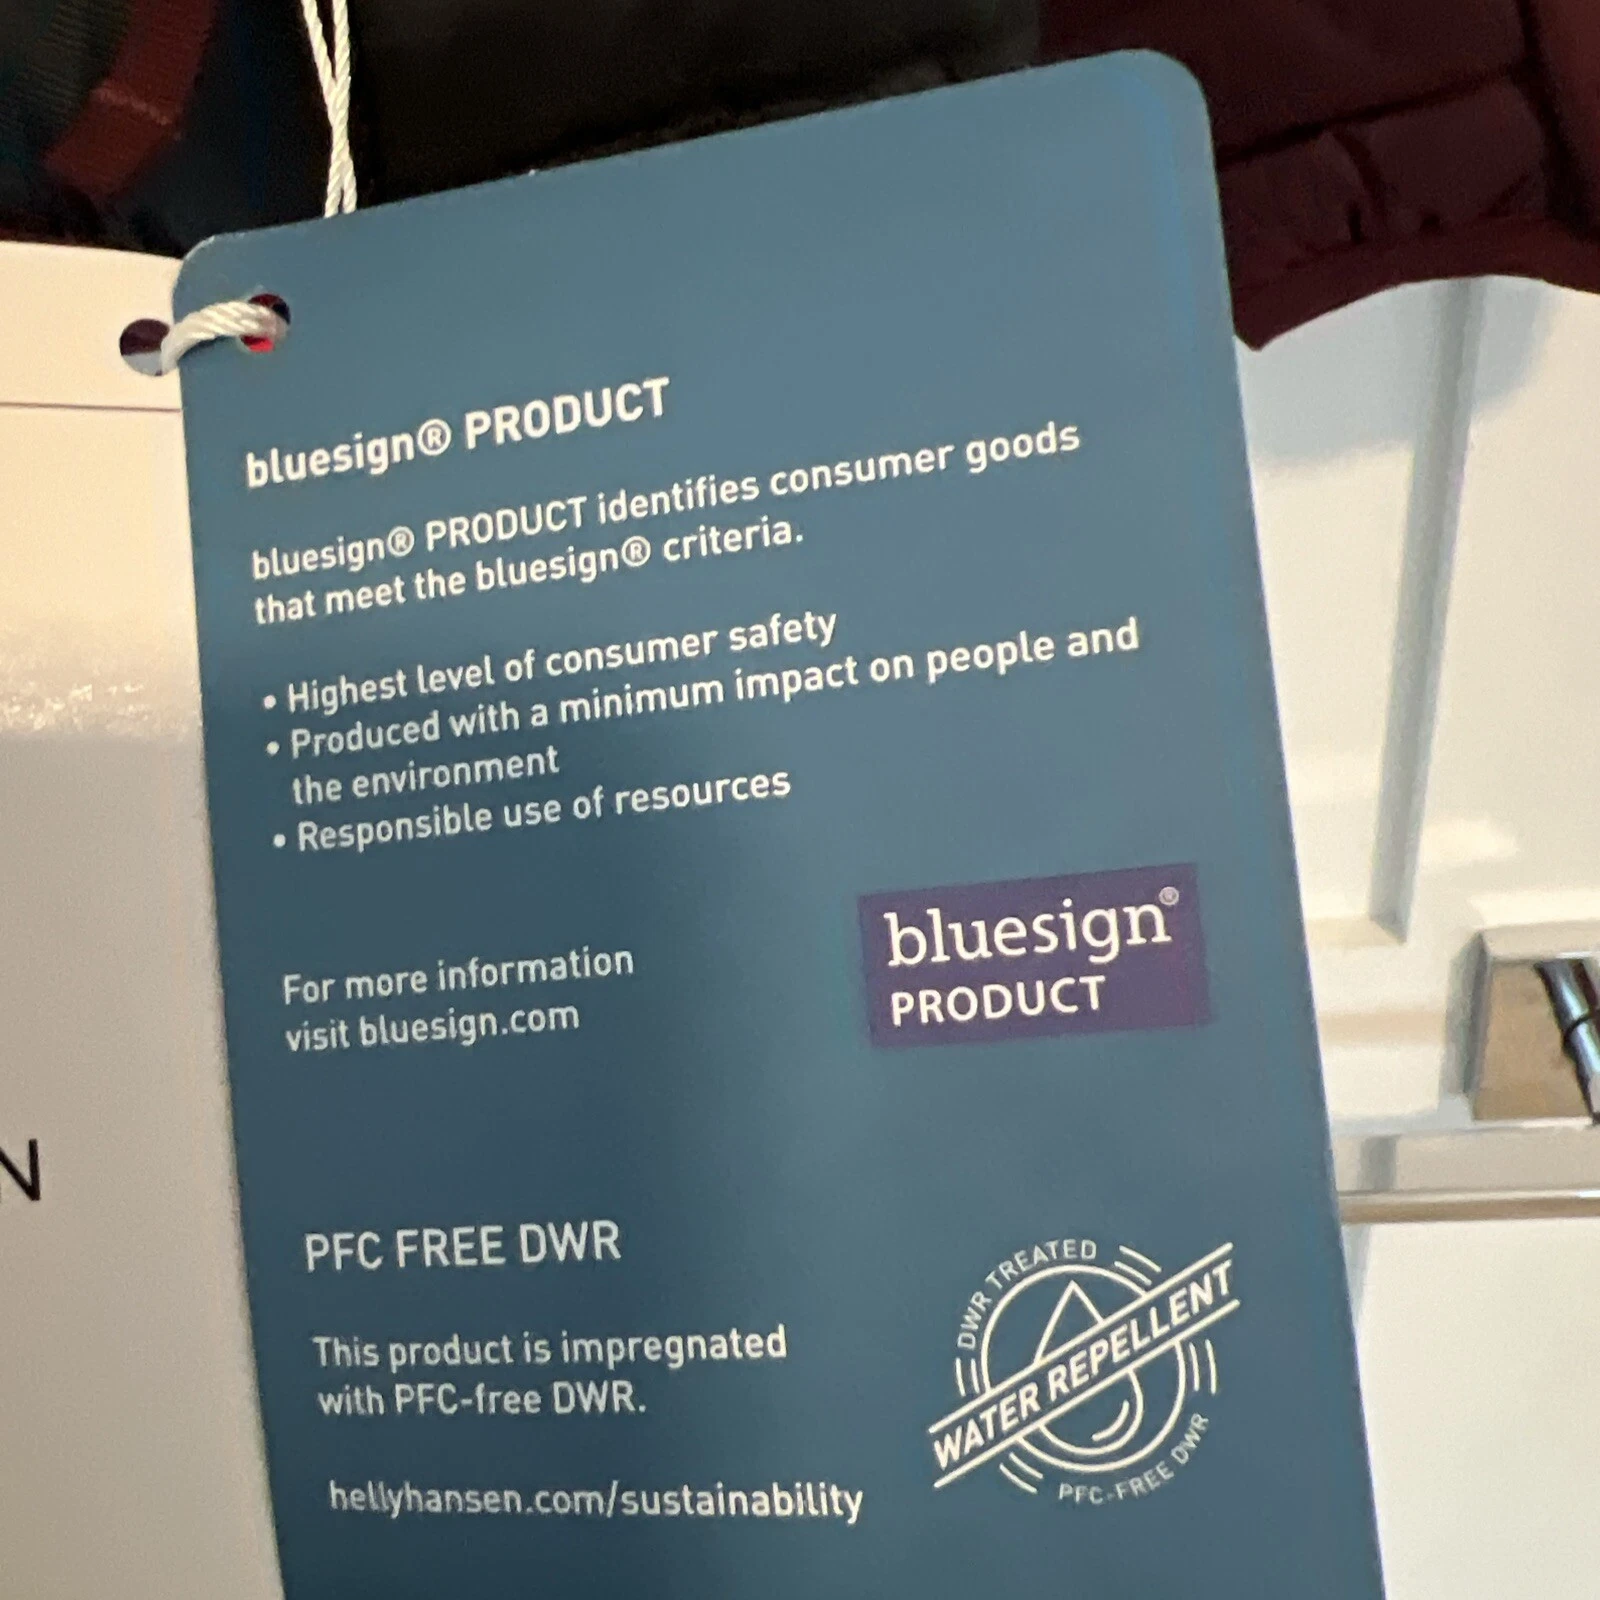 bluesign® PRODUCT
bluesign® PRODUCT identifies consumer goods
that meet the bluesign® criteria.
• Highest level of consumer safety
• Produced with a minimum impact on people and
the environment
• Responsible use of resources
bluesign®
PRODUCT
For more information
visit bluesign.com
N
PFC FREE DWR
DWR TREATED
WATER REPELLENT
PFC-FREE DWR
This product is impregnated
with PFC-free DWR.
hellyhansen.com/sustainability